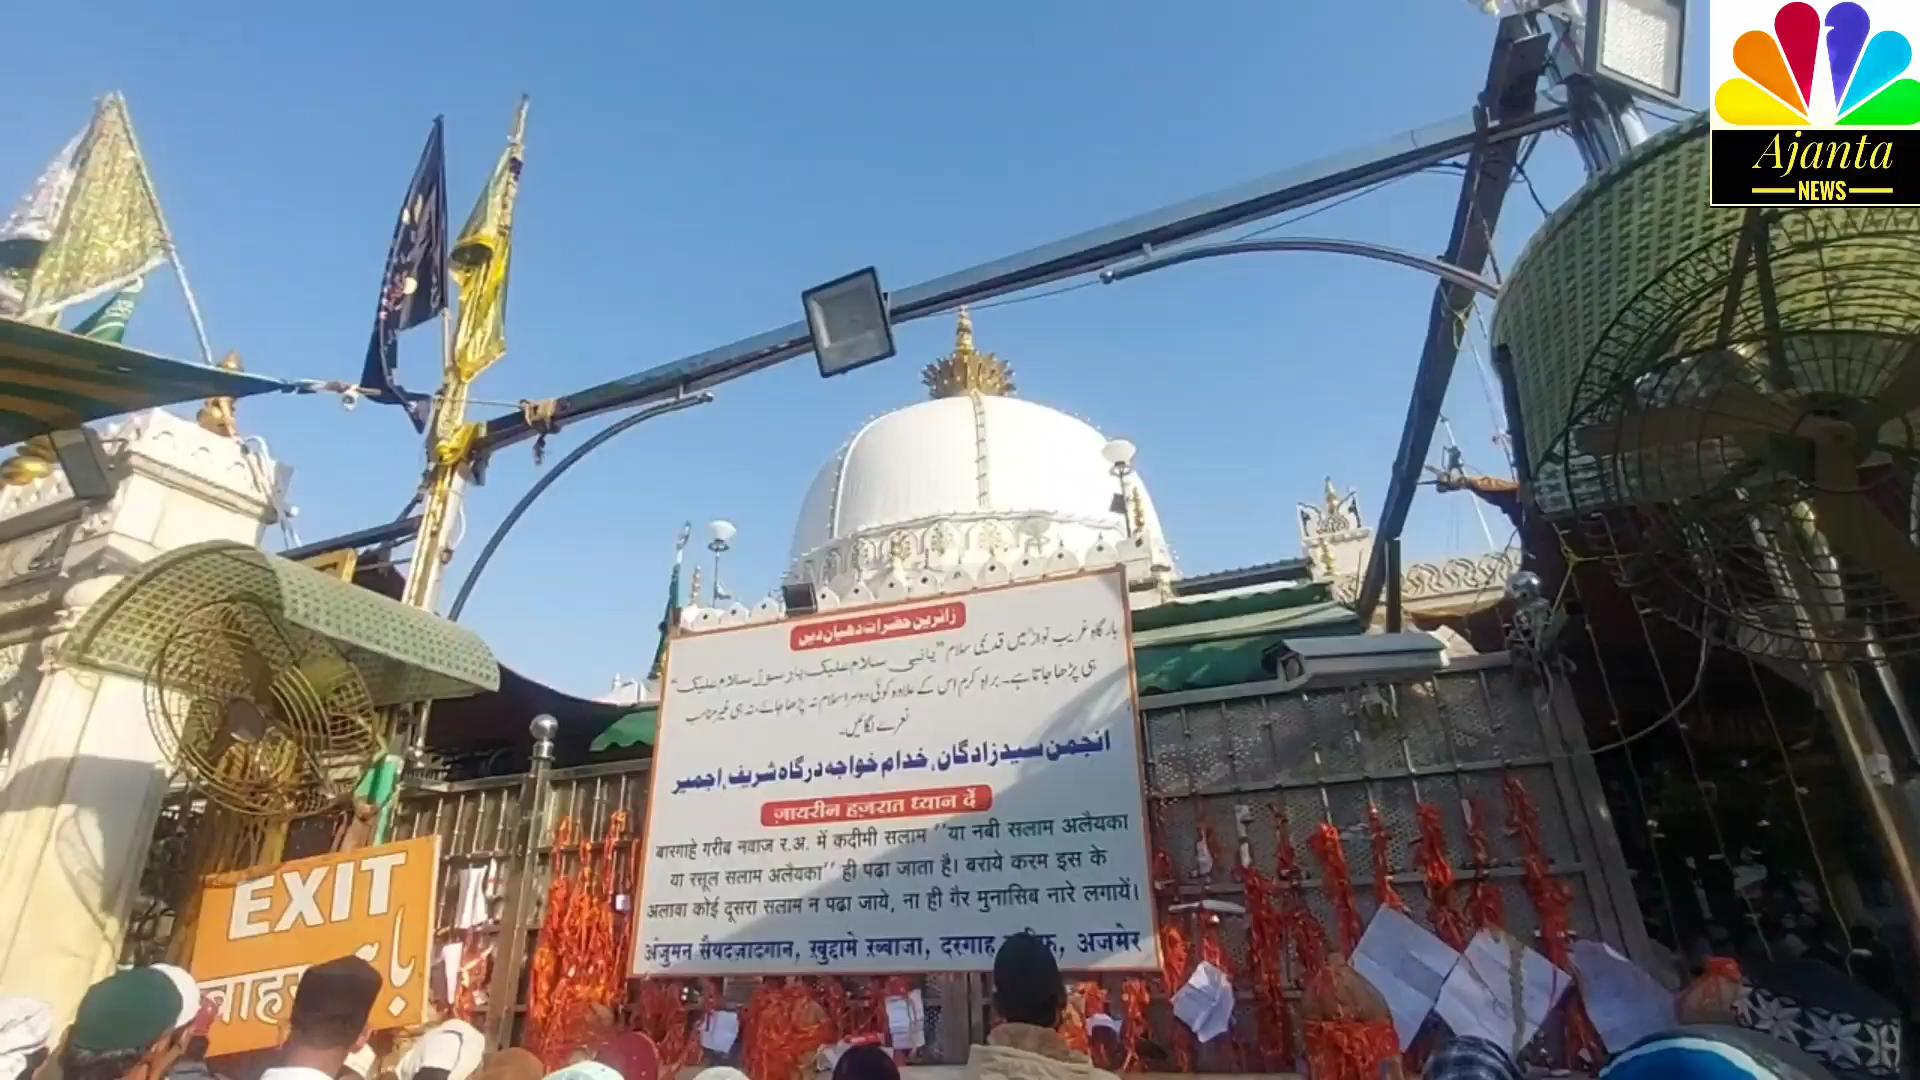 Ajanta
NEWS
زائرین حضرات دھیان دیں
بارگاہ غریب نواز میں قدیمی سلام "یا نبی سلام علیک یا رسول سلام علیک"
ہی پڑھا جاتا ہے۔ براہ کرم اس کے علاوہ کوئی دوسرا سلام نہ پڑھا جائے، نہ ہی غیر مناسب
نعرے لگائیں۔
انجمن سیدزادگان، خدام خواجہ درگاہ شریف، اجمیر
ज़ायरीन हज़रात ध्यान दें
बारगाहे गरीब नवाज र.अ. में कदीमी सलाम ''या नबी सलाम अलैयका
या रसूल सलाम अलैयका'' ही पढा जाता है। बराये करम इस के
अलावा कोई दूसरा सलाम न पढा जाये, ना ही गैर मुनासिब नारे लगायें।
अंजुमन सैयदज़ादगान, ख़ुद्दामे ख़्वाजा, दरगाह अजमेर
EXIT